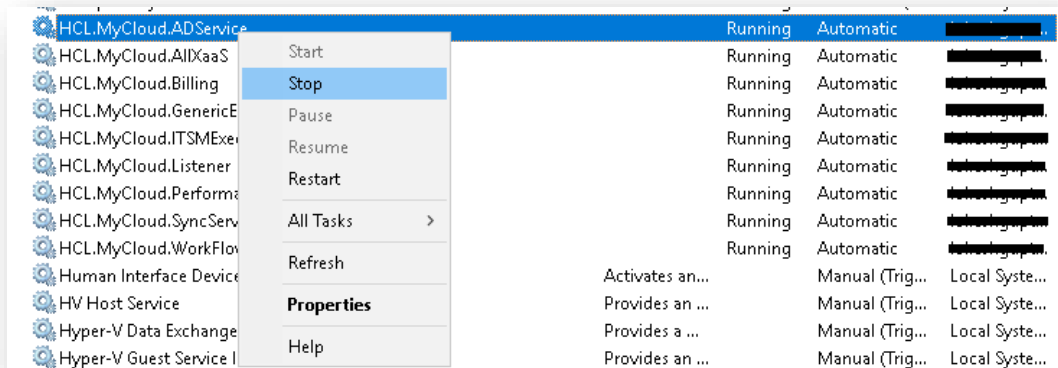 HCL.MyCloud.ADService Running Automatic
HCL.MyCloud.AllXaaS Running Automatic
HCL.MyCloud.Billing Running Automatic
HCL.MyCloud.GenericE Running Automatic
HCL.MyCloud.ITSMExe Running Automatic
HCL.MyCloud.Listener Running Automatic
HCL.MyCloud.Performa Running Automatic
HCL.MyCloud.SyncServ Running Automatic
HCL.MyCloud.WorkFlov Running Automatic
Human Interface Device Activates an... Manual (Trig... Local Syste...
HV Host Service Provides an ... Manual (Trig... Local Syste...
Hyper-V Data Exchange Provides a ... Manual (Trig... Local Syste...
Hyper-V Guest Service I Provides an ... Manual (Trig... Local Syste...
Start
Stop
Pause
Resume
Restart
All Tasks
Refresh
Properties
Help